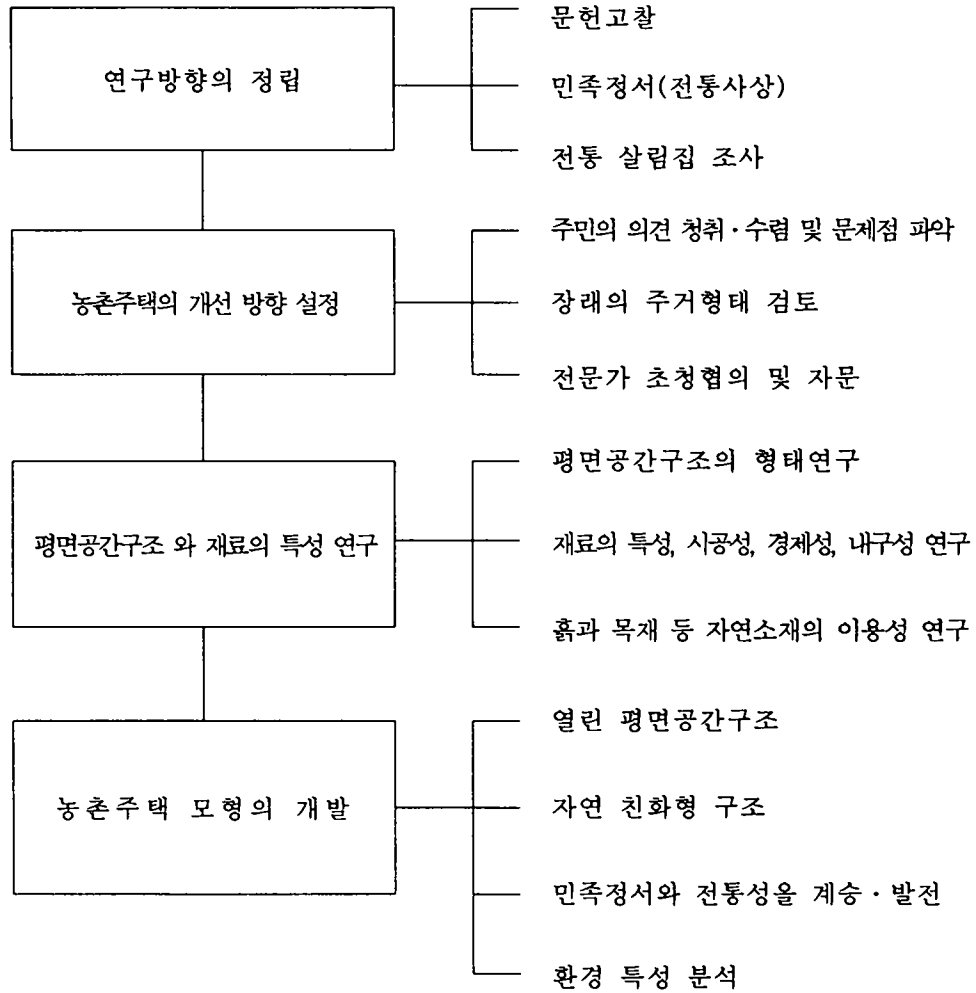 연구방향의 정립
문헌고찰
민족정서(전통사상)
전통 살림집 조사
농촌주택의 개선 방향 설정
주민의 의견 청취·수렴 및 문제점 파악
장래의 주거형태 검토
전문가 초청협의 및 자문
평면공간구조 와 재료의 특성 연구
평면공간구조의 형태연구
재료의 특성, 시공성, 경제성, 내구성 연구
흙과 목재 등 자연소재의 이용성 연구
농촌주택 모형의 개발
열린 평면공간구조
자연 친화형 구조
민족정서와 전통성을 계승·발전
환경 특성 분석